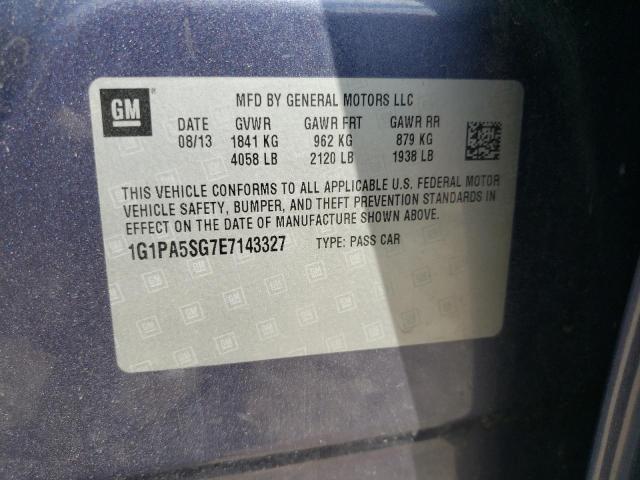 GM
MFD BY GENERAL MOTORS LLC
DATE GVWR GAWR FRT GAWR RR
08/13 1841 KG 962 KG 879 KG
4058 LB 2120 LB 1938 LB
THIS VEHICLE CONFORMS TO ALL APPLICABLE U.S. FEDERAL MOTOR
VEHICLE SAFETY, BUMPER, AND THEFT PREVENTION STANDARDS IN
EFFECT ON THE DATE OF MANUFACTURE SHOWN ABOVE.
1G1PA5SG7E7143327 TYPE: PASS CAR